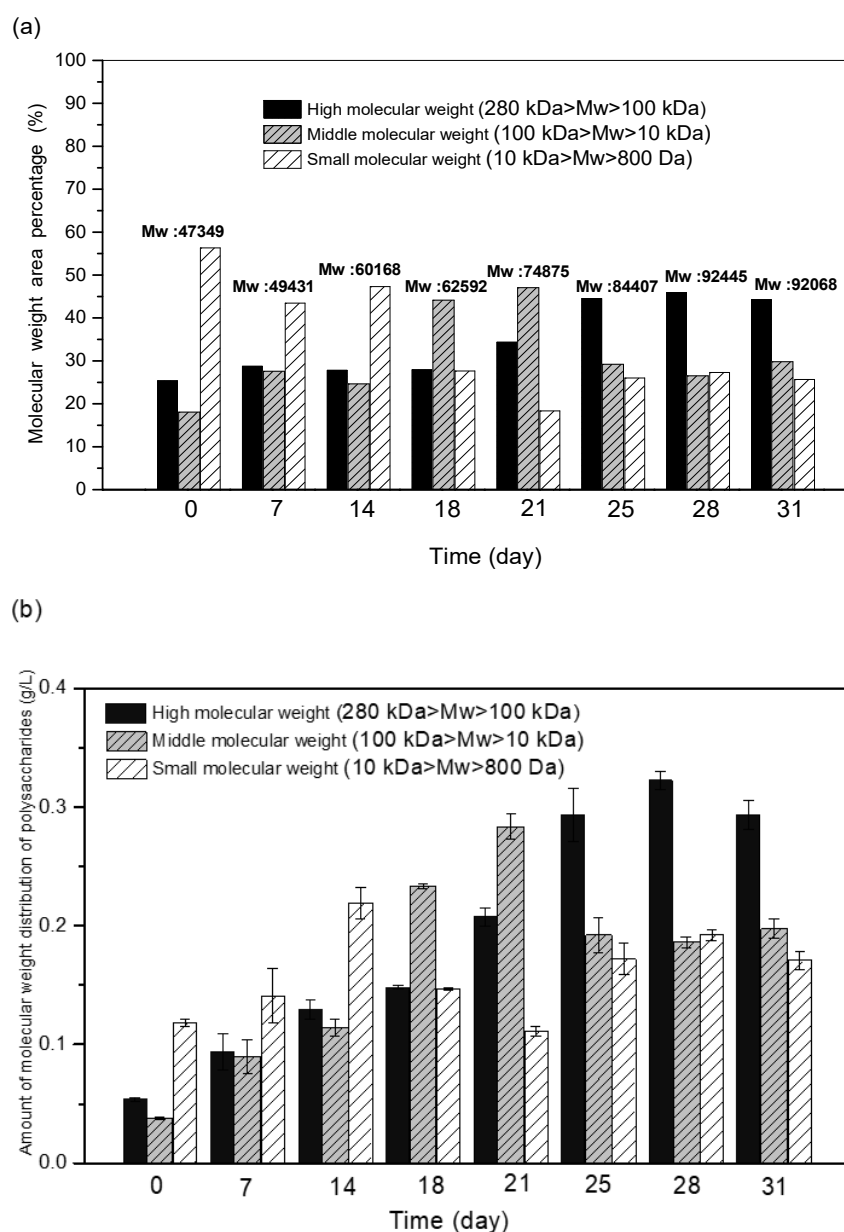 (a)
Molecular weight area percentage (%)
100
90
80
70
60
50
40
30
20
10
0
High molecular weight (280 kDa>Mw>100 kDa)
Middle molecular weight (100 kDa>Mw>10 kDa)
Small molecular weight (10 kDa>Mw>800 Da)
Mw :47349
Mw :49431
Mw :60168
Mw :62592
Mw :74875
Mw :84407
Mw :92445
Mw :92068
0 7 14 18 21 25 28 31
Time (day)
(b)
Amount of molecular weight distribution of polysaccharides (g/L)
0.4
0.3
0.2
0.1
0.0
High molecular weight (280 kDa>Mw>100 kDa)
Middle molecular weight (100 kDa>Mw>10 kDa)
Small molecular weight (10 kDa>Mw>800 Da)
0 7 14 18 21 25 28 31
Time (day)